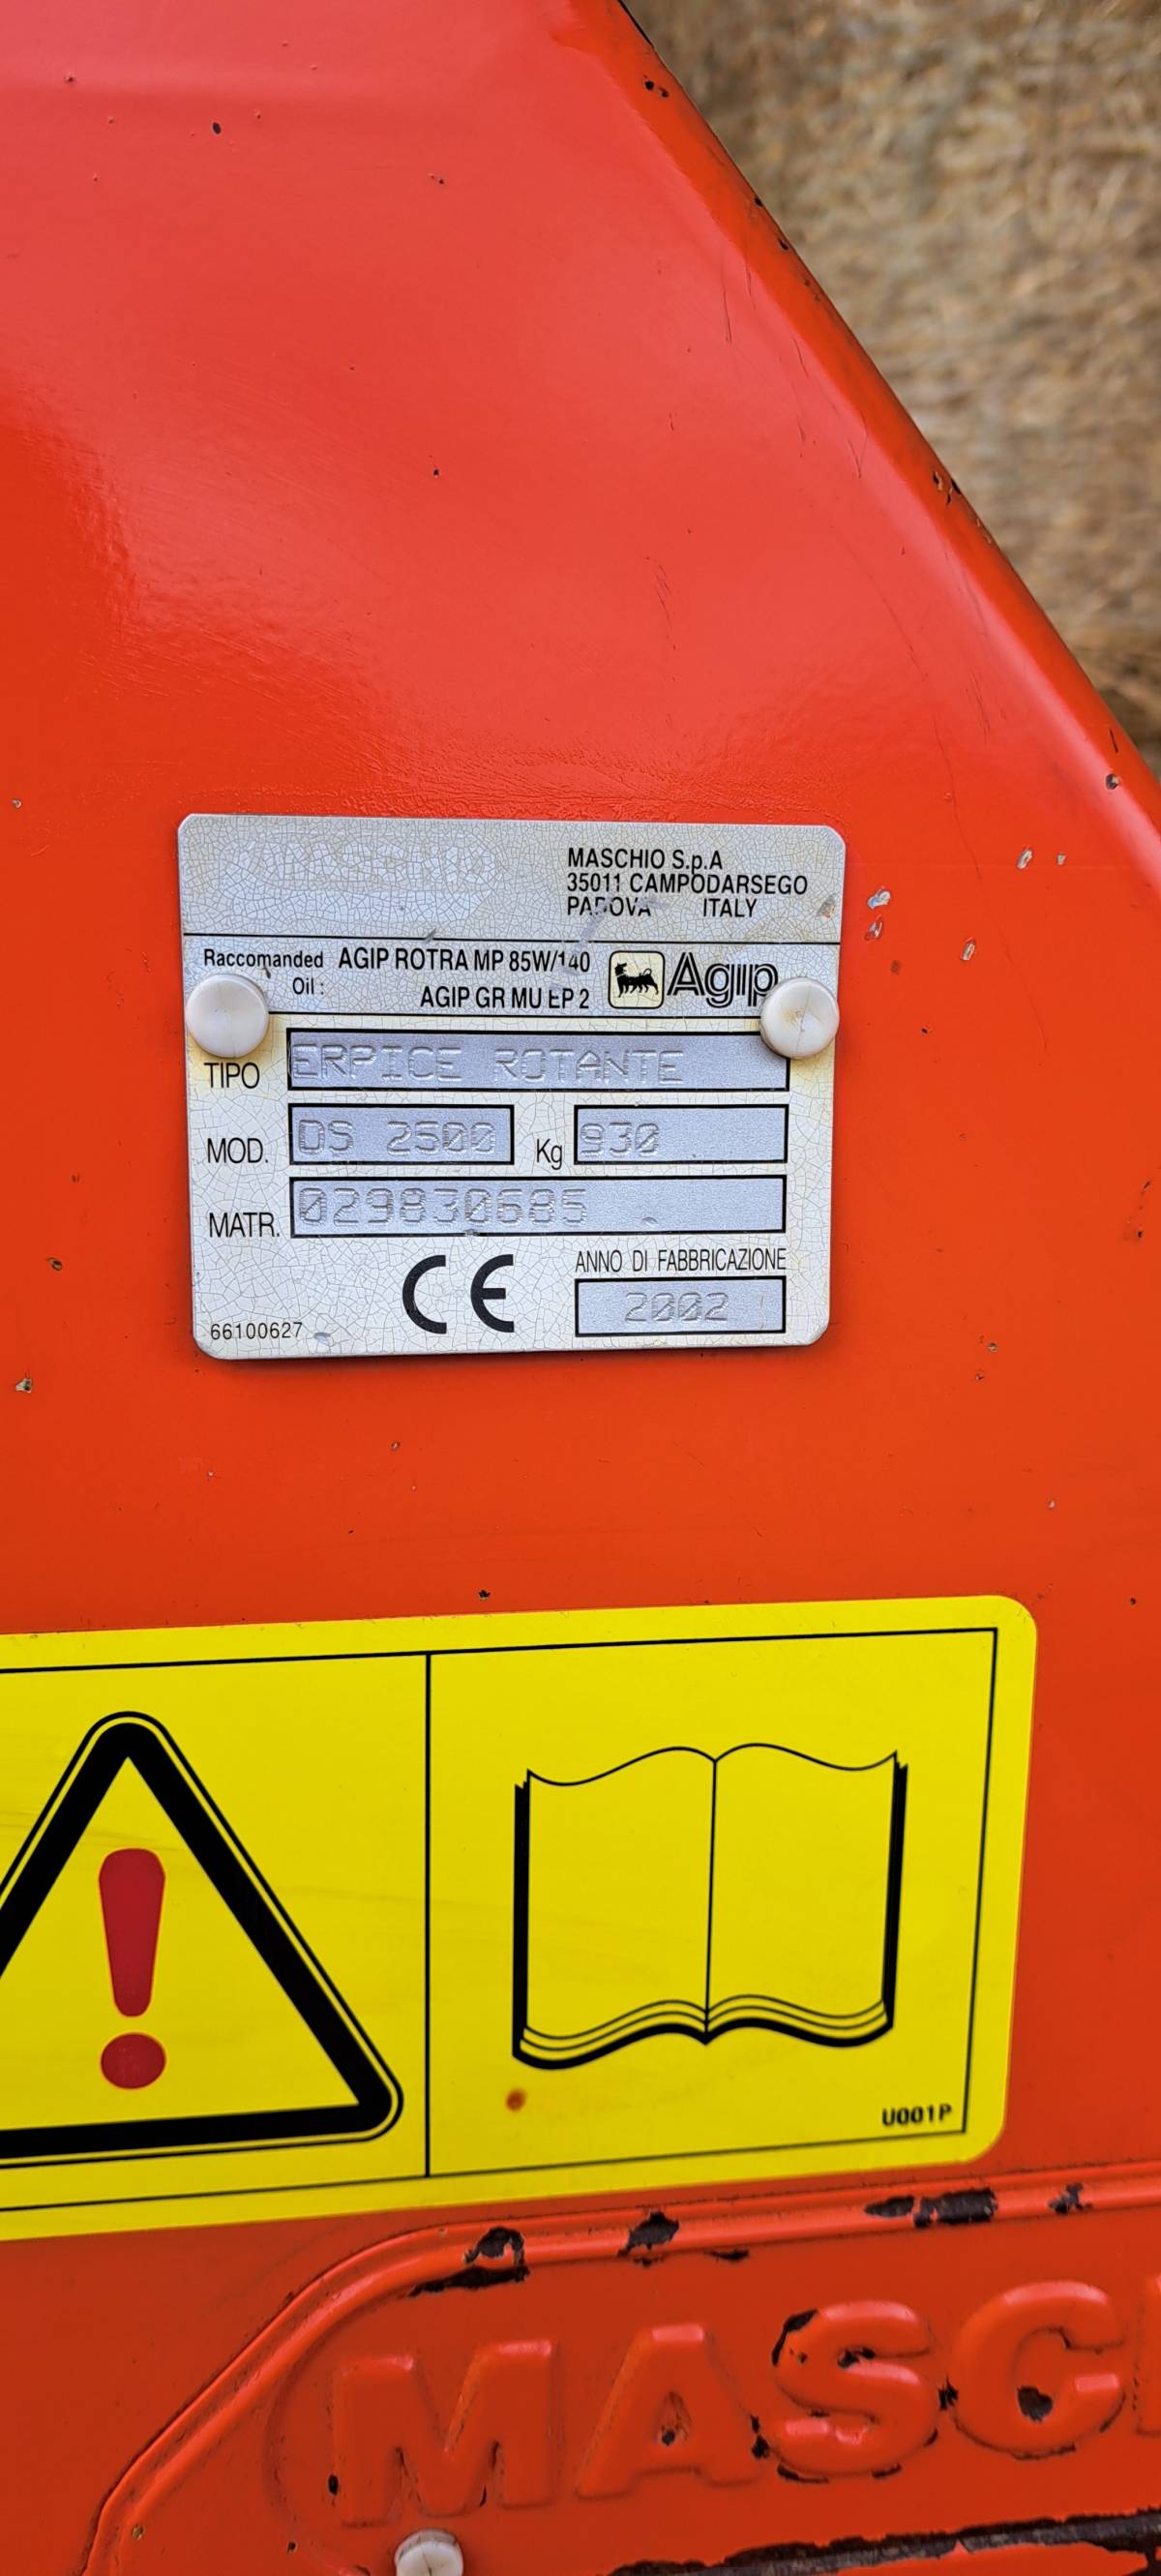 MASCHIO
MASCHIO S.p.A
35011 CAMPODARSEGO
PADOVA ITALY
Raccomanded AGIP ROTRA MP 85W/140
Oil : AGIP GR MU EP 2
Agip
TIPO ERPICE ROTANTE
MOD. DS 2500 Kg 930
MATR. 029830685
CE ANNO DI FABBRICAZIONE
2002
66100627
U001P
MASC